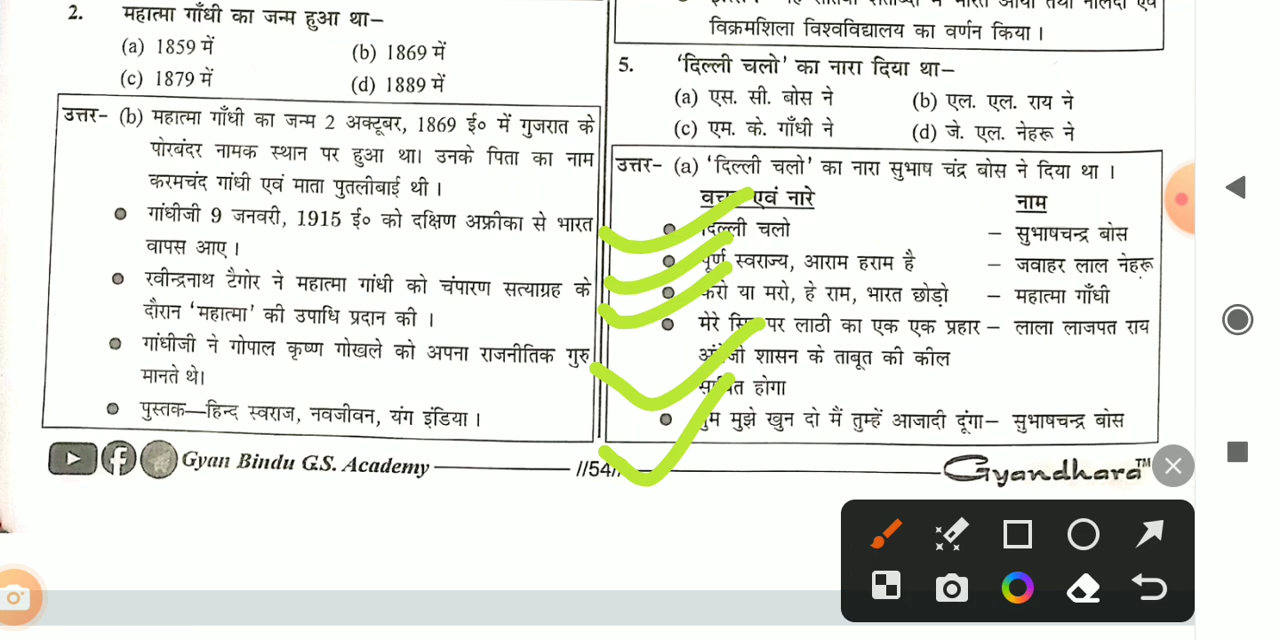 2. महात्मा गाँधी का जन्म हुआ था–
(a) 1859 में (b) 1869 में
(c) 1879 में (d) 1889 में
उत्तर– (b) महात्मा गाँधी का जन्म 2 अक्टूबर, 1869 ई० में गुजरात के
पोरबंदर नामक स्थान पर हुआ था। उनके पिता का नाम
करमचंद गांधी एवं माता पुतलीबाई थी ।
गांधीजी 9 जनवरी, 1915 ई० को दक्षिण अफ्रीका से भारत
वापस आए ।
रवीन्द्रनाथ टैगोर ने महात्मा गांधी को चंपारण सत्याग्रह के
दौरान ‘महात्मा’ की उपाधि प्रदान की ।
गांधीजी ने गोपाल कृष्ण गोखले को अपना राजनीतिक गुरु
मानते थे।
पुस्तक—हिन्द स्वराज, नवजीवन, यंग इंडिया ।
विक्रमशिला विश्वविद्यालय का वर्णन किया ।
5. ‘दिल्ली चलो’ का नारा दिया था–
(a) एस. सी. बोस ने (b) एल. एल. राय ने
(c) एम. के. गाँधी ने (d) जे. एल. नेहरू ने
उत्तर– (a) ‘दिल्ली चलो’ का नारा सुभाष चंद्र बोस ने दिया था ।
एवं नारे नाम
दिल्ली चलो – सुभाषचन्द्र बोस
पूर्ण स्वराज्य, आराम हराम है – जवाहर लाल नेहरू
करो या मरो, हे राम, भारत छोड़ो – महात्मा गाँधी
मेरे सिर पर लाठी का एक एक प्रहार – लाला लाजपत राय
अंग्रेजी शासन के ताबूत की कील
साबित होगा
तुम मुझे खुन दो मैं तुम्हें आजादी दूंगा– सुभाषचन्द्र बोस
Gyan Bindu G.S. Academy //54// Gyandhara TM